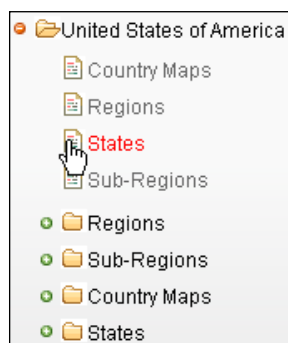 United States of America
Country Maps
Regions
States
Sub-Regions
Regions
Sub-Regions
Country Maps
States